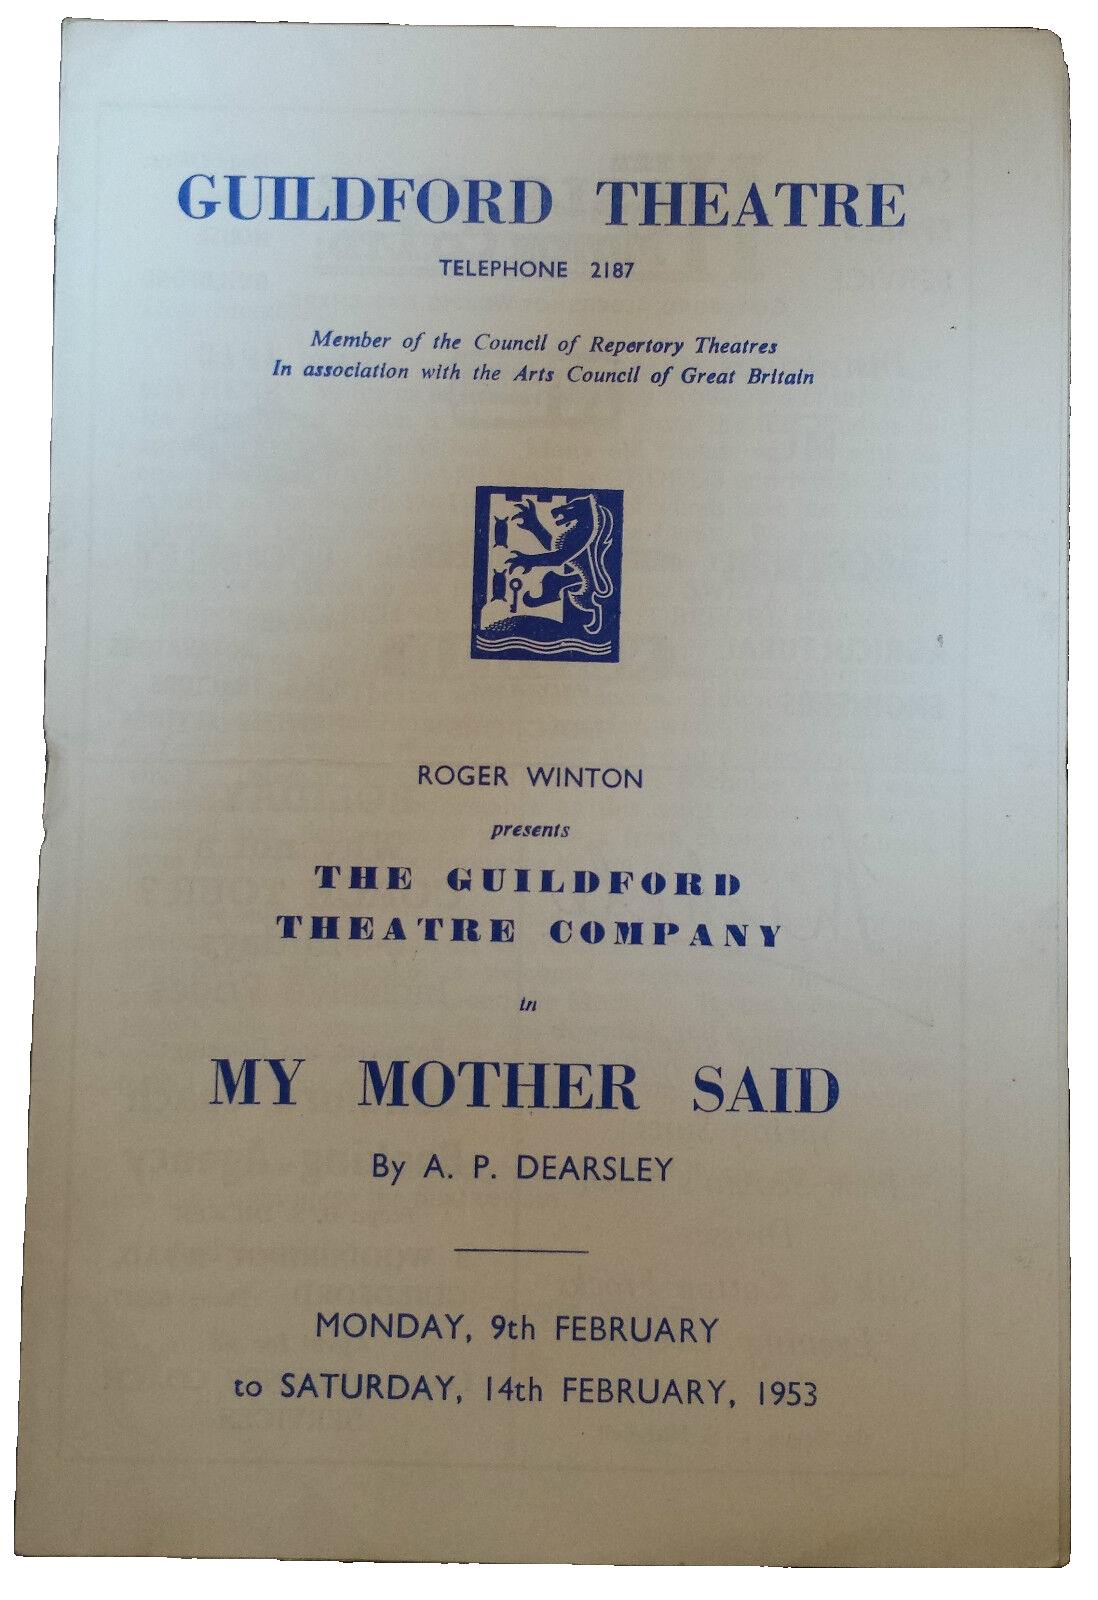 GUILDFORD THEATRE
TELEPHONE 2187
Member of the Council of Repertory Theatres
In association with the Arts Council of Great Britain
ROGER WINTON
presents
THE GUILDFORD
THEATRE COMPANY
in
MY MOTHER SAID
By A. P. DEARSLEY
MONDAY, 9th FEBRUARY
to SATURDAY, 14th FEBRUARY, 1953